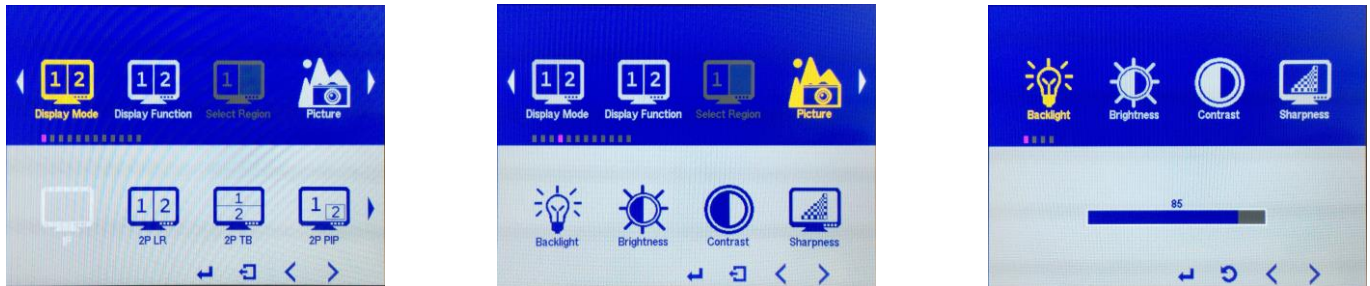 1 2 1 2 1
Display Mode Display Function Select Region Picture
1 2 1 2 1 2
2P LR 2P TB 2P PIP
1 2 1 2 1
Display Mode Display Function Select Region Picture
Backlight Brightness Contrast Sharpness
Backlight Brightness Contrast Sharpness
85